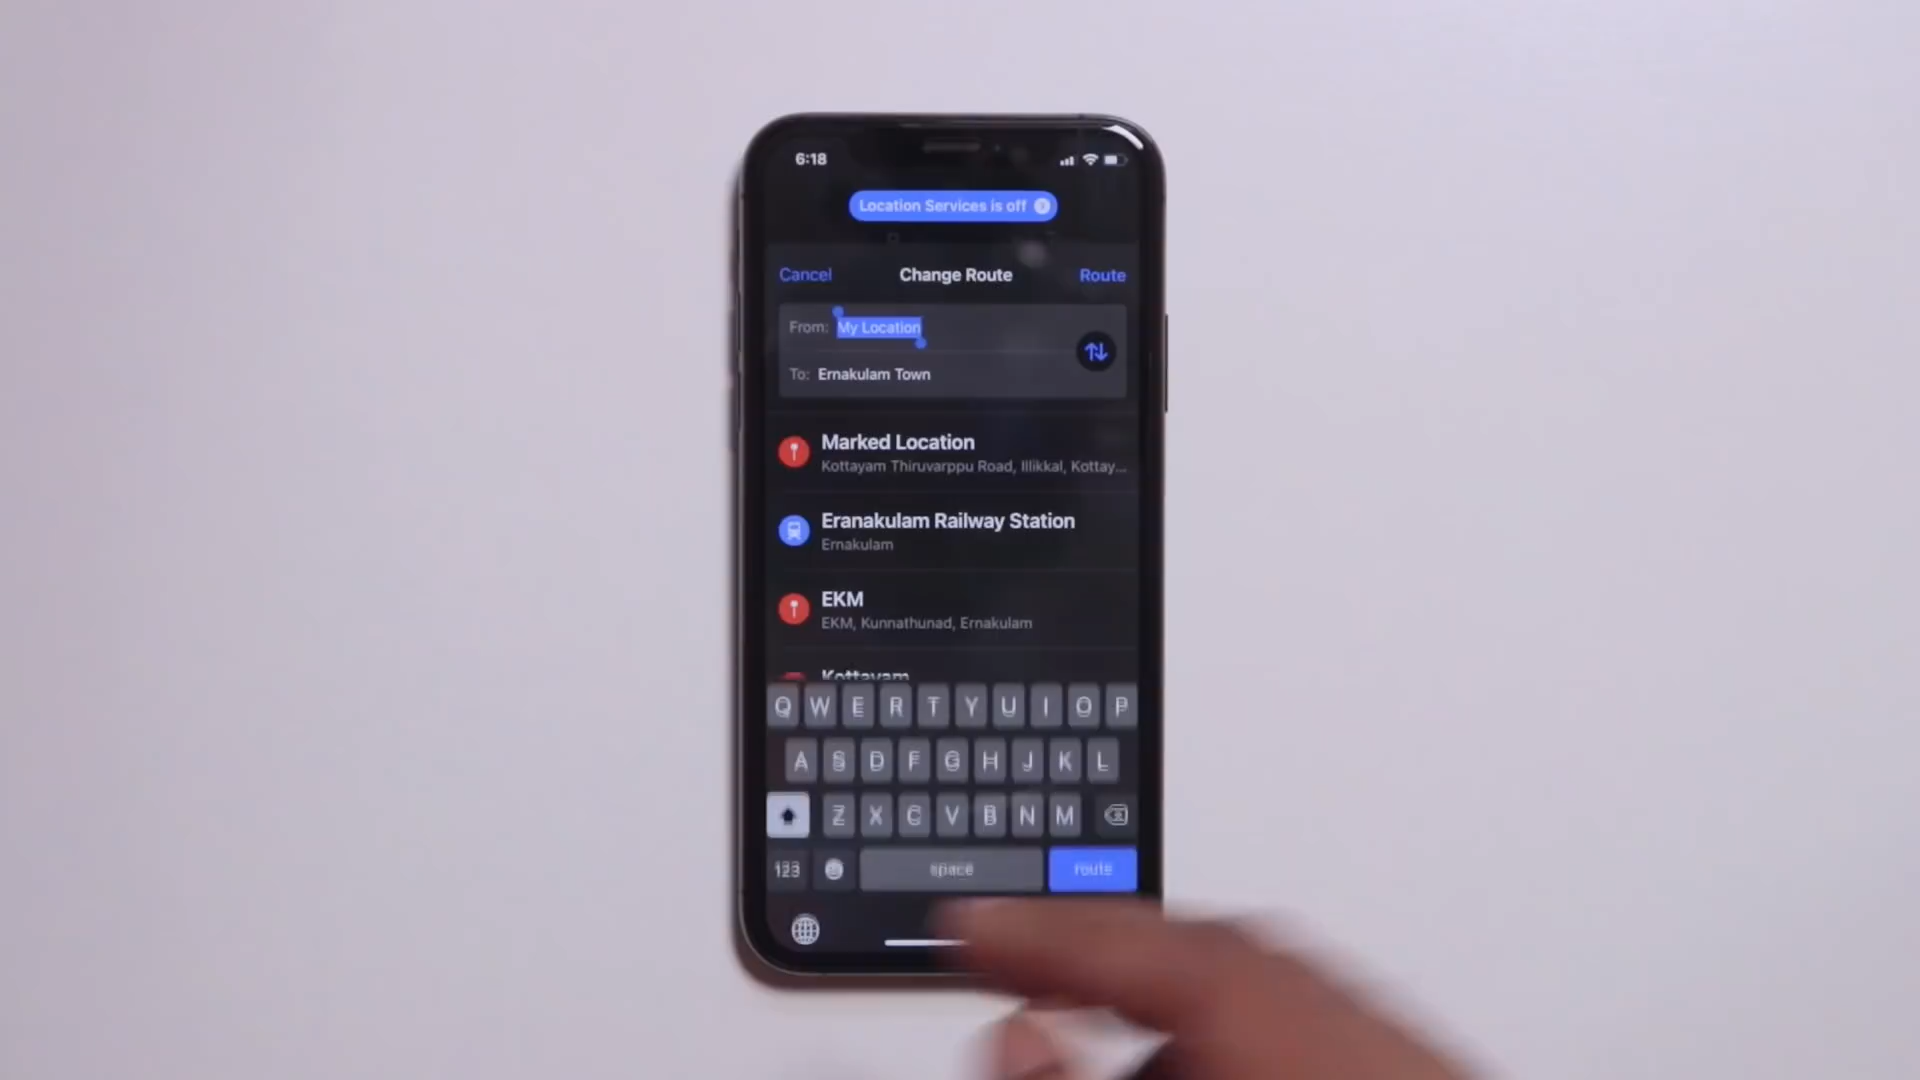 6:18
Location Services is off
Cancel Change Route Route
From: My Location
To: Ernakulam Town
Marked Location
Kottayam Thiruvarppu Road, Illikkal, Kottay...
Eranakulam Railway Station
Ernakulam
EKM
EKM, Kunnathunad, Ernakulam
Kottayam
Q W E R T Y U I O P
A S D F G H J K L
Z X C V B N M
123 space route